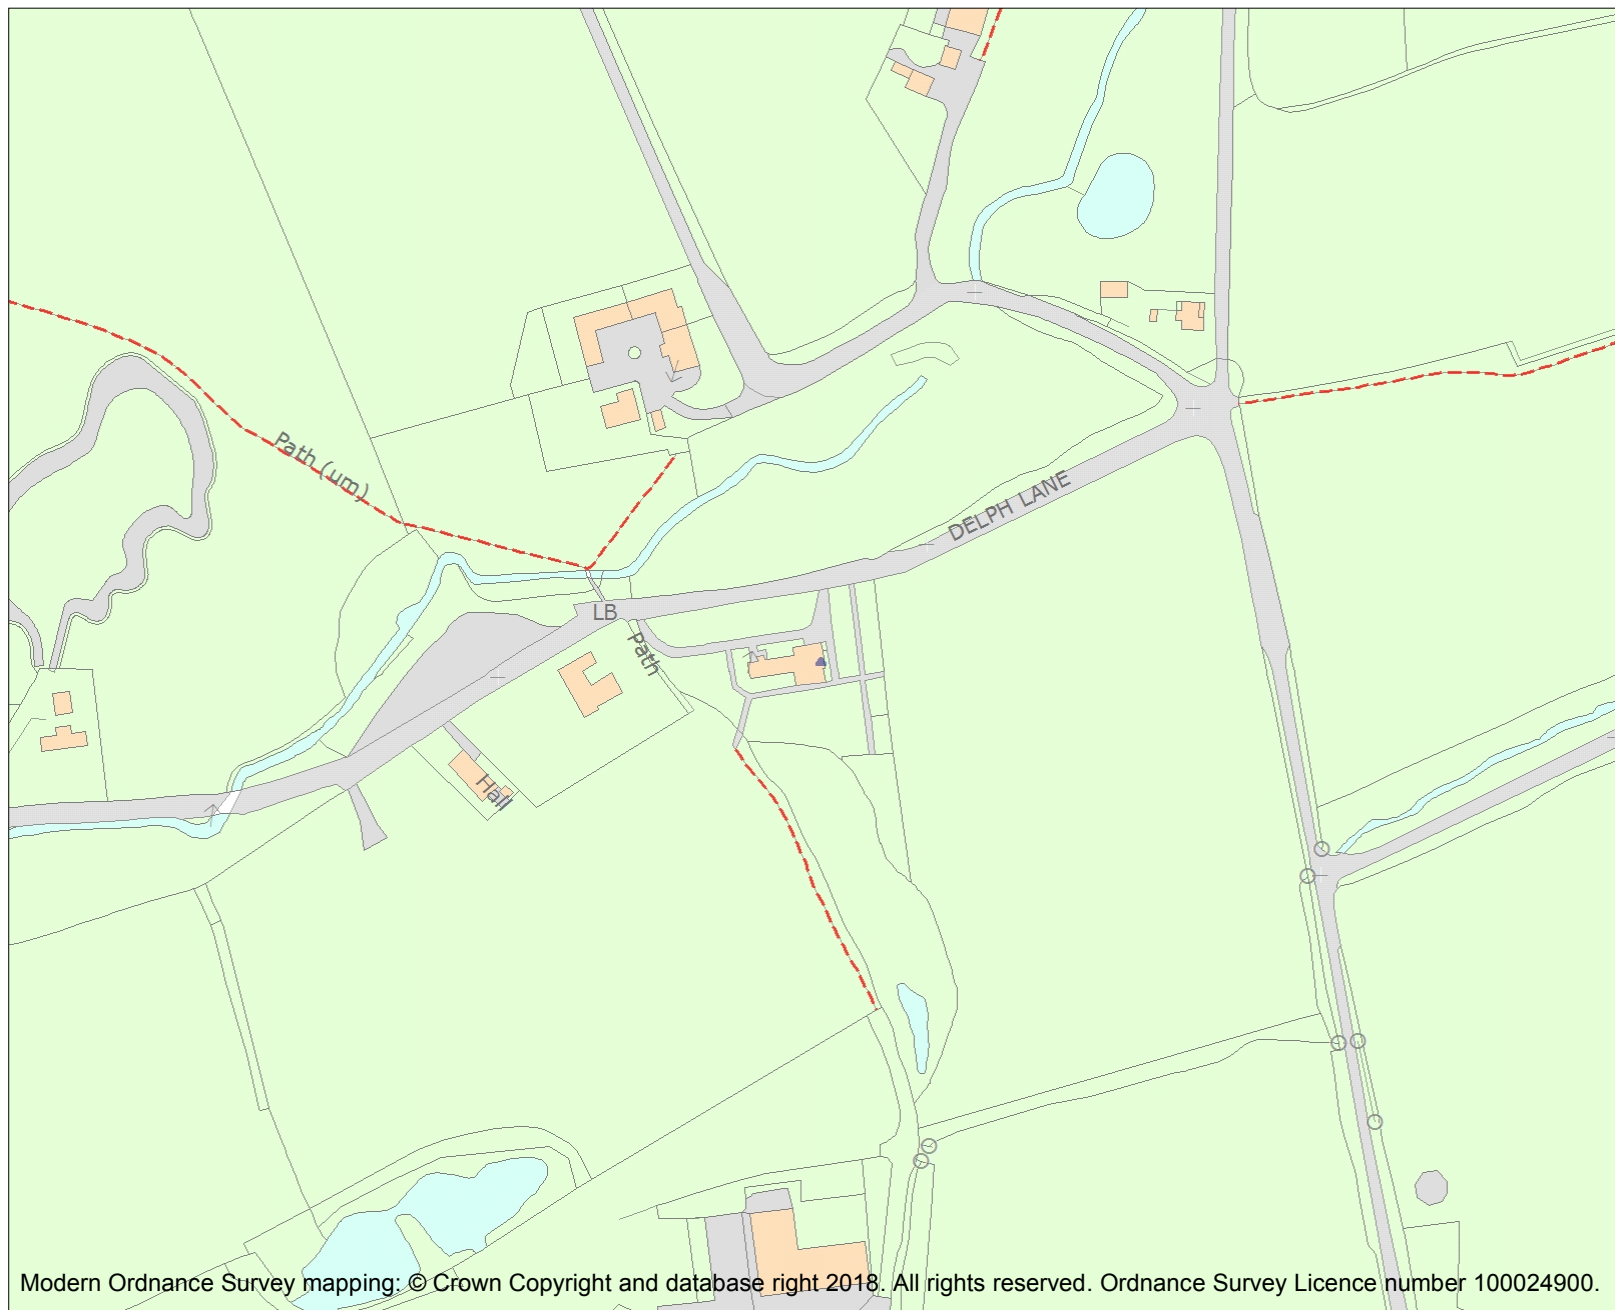 Path (um)
DELPH LANE
LB
Path
Hall
Modern Ordnance Survey mapping: © Crown Copyright and database right 2018. All rights reserved. Ordnance Survey Licence number 100024900.